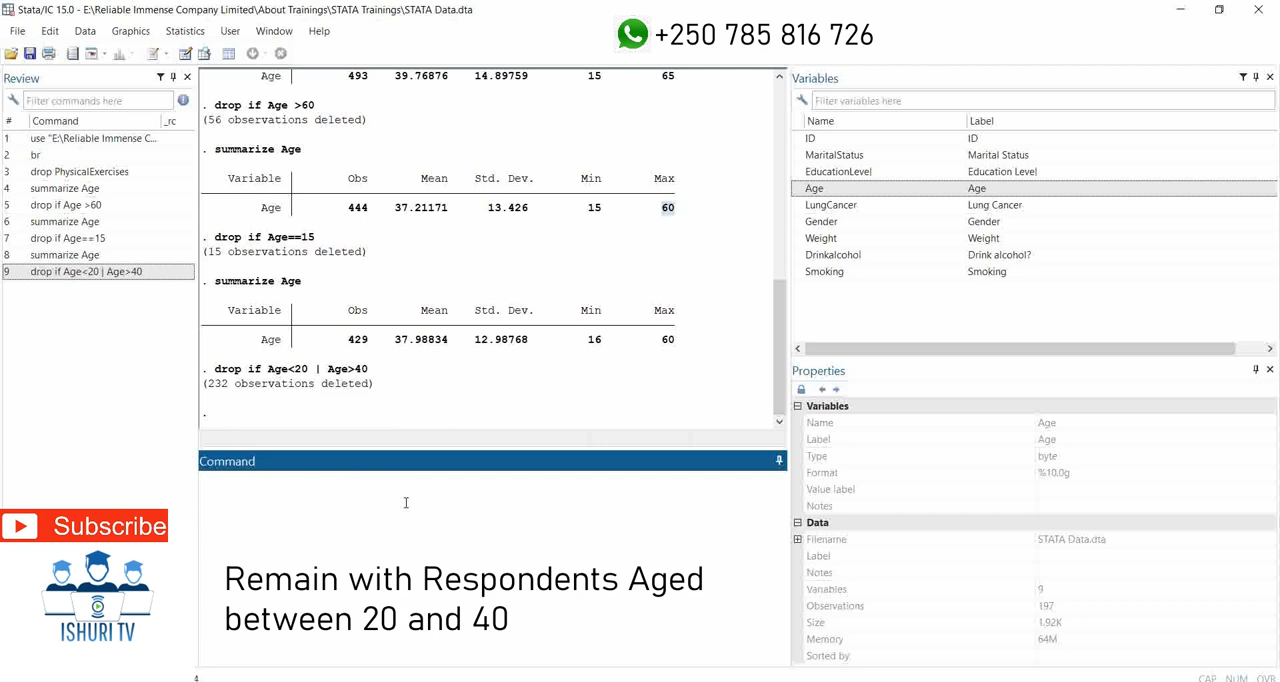 Stata/IC 15.0 - E:\Reliable Immense Company Limited\About Trainings\STATA Trainings\STATA Data.dta
File Edit Data Graphics Statistics User Window Help
+250 785 816 726
Review
Filter commands here
# Command _rc
1 use "E:\Reliable Immense C...
2 br
3 drop PhysicalExercises
4 summarize Age
5 drop if Age >60
6 summarize Age
7 drop if Age==15
8 summarize Age
9 drop if Age<20 | Age>40
Age 493 39.76876 14.89759 15 65
. drop if Age >60
(56 observations deleted)
. summarize Age
Variable Obs Mean Std. Dev. Min Max
Age 444 37.21171 13.426 15 60
. drop if Age==15
(15 observations deleted)
. summarize Age
Variable Obs Mean Std. Dev. Min Max
Age 429 37.98834 12.98768 16 60
. drop if Age<20 | Age>40
(232 observations deleted)
.
Command
Remain with Respondents Aged
between 20 and 40
Variables
Filter variables here
Name Label
ID ID
MaritalStatus Marital Status
EducationLevel Education Level
Age Age
LungCancer Lung Cancer
Gender Gender
Weight Weight
Drinkalcohol Drink alcohol?
Smoking Smoking
Properties
Variables
Name Age
Label Age
Type byte
Format %10.0g
Value label
Notes
Data
Filename STATA Data.dta
Label
Notes
Variables 9
Observations 197
Size 1.92K
Memory 64M
Sorted by
Subscribe
ISHURI TV
CAP NUM OVR